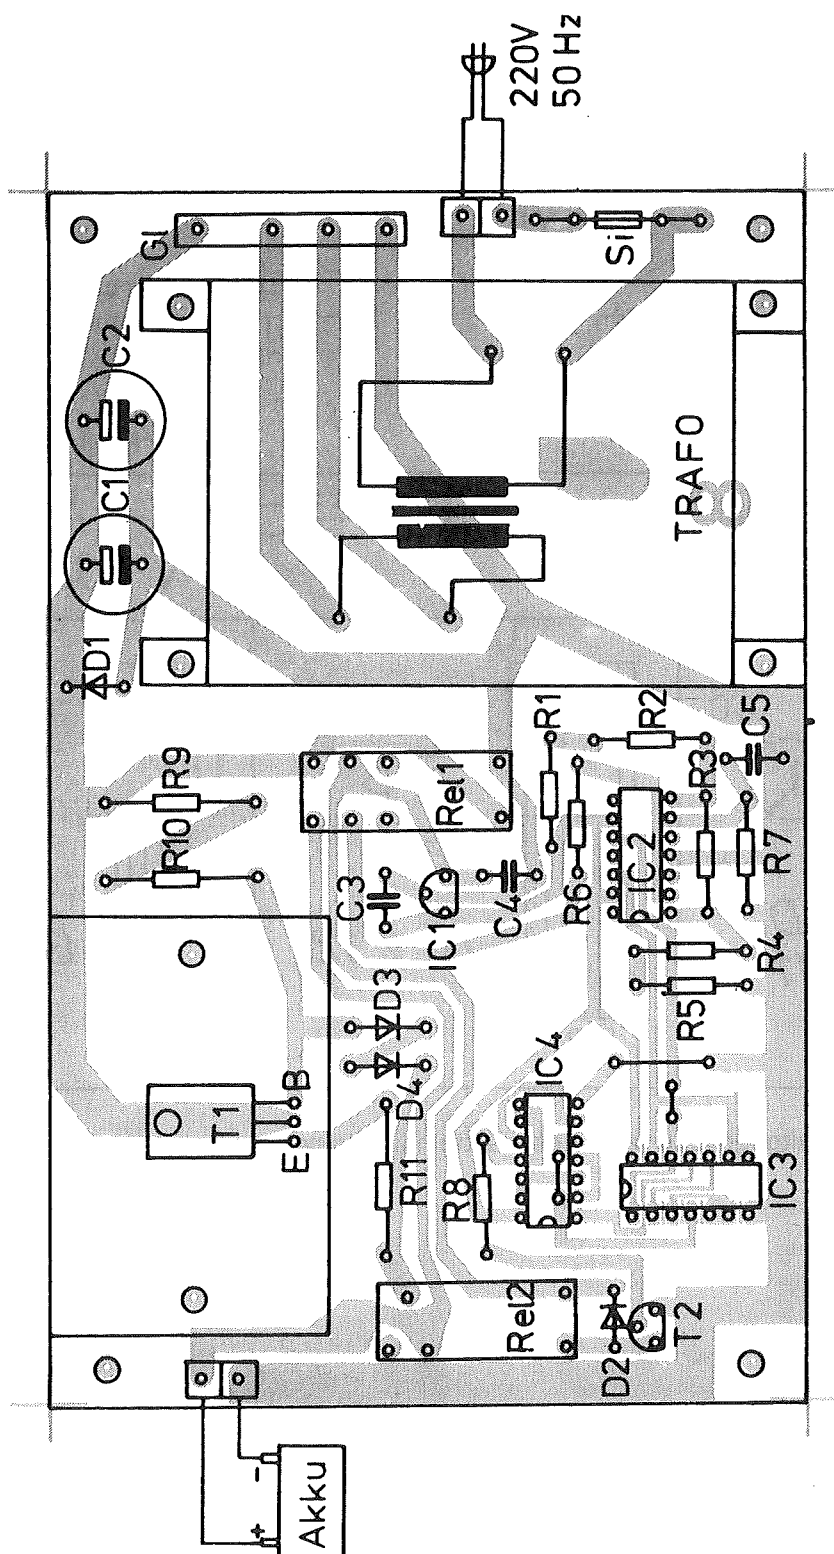 220V
50 Hz
Gl
Si
C2
C1
TRAFO
8
D1
R9
R10
Rel1
R1
R2
C5
R3
IC2
R7
R6
C4
C3
IC1
R4
R5
D3
D4
B
T1
E
IC4
R11
R8
IC3
Rel2
D2
T2
-
+
Akku